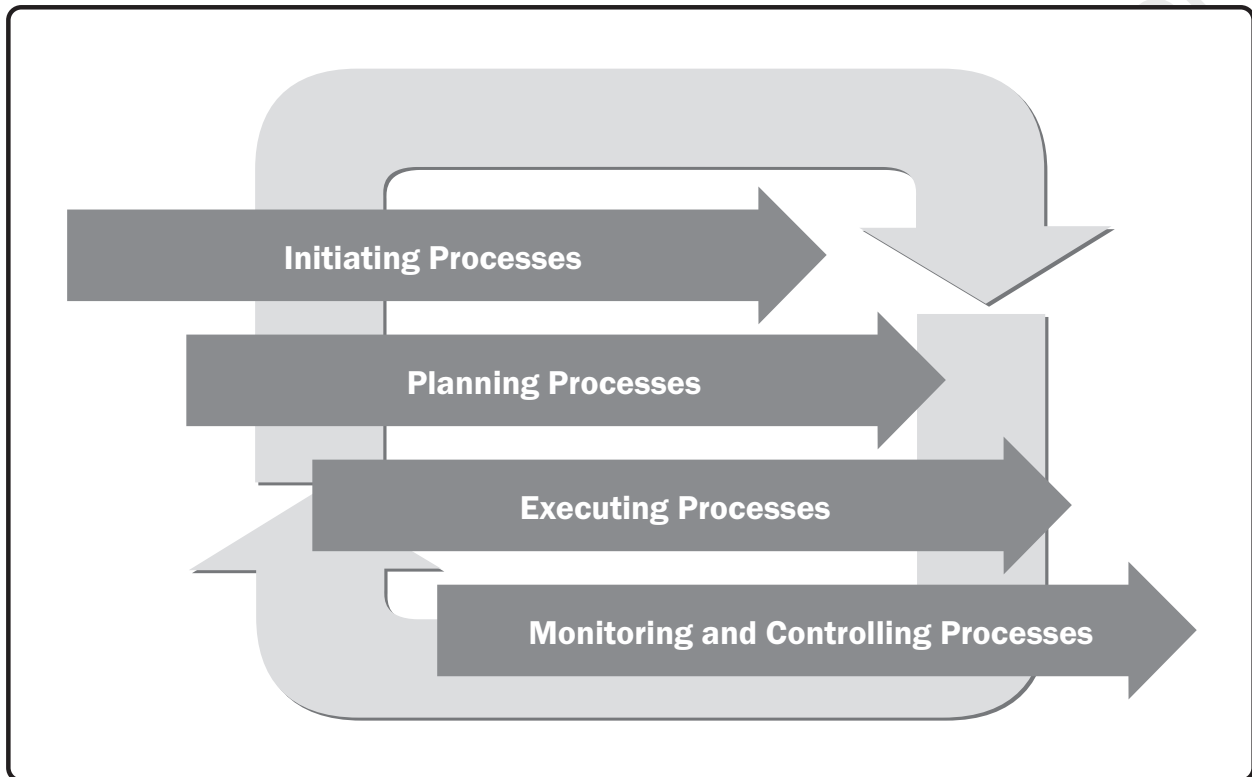 Initiating Processes
Planning Processes
Executing Processes
Monitoring and Controlling Processes